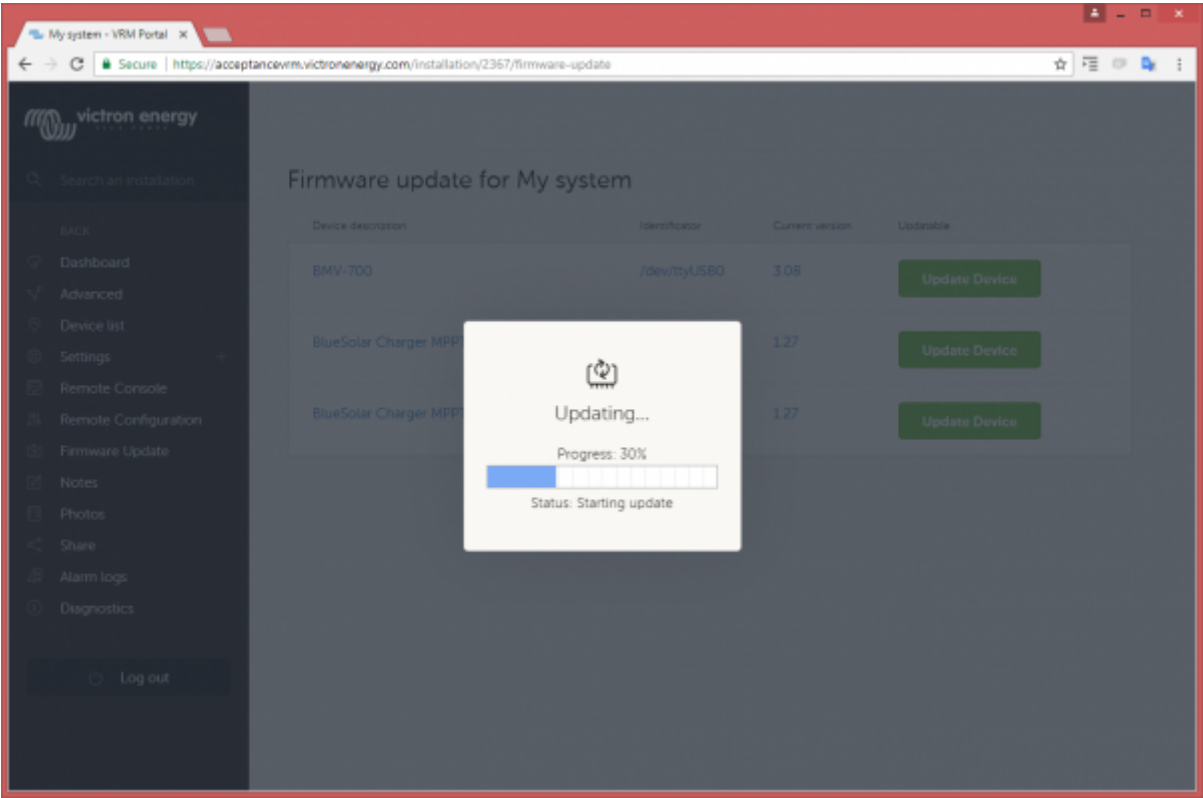 My system - VRM Portal
Secure | https://acceptancevrm.victronenergy.com/installation/2367/firmware-update
victron energy
BLUE POWER
Search an installation
BACK
Dashboard
Advanced
Device list
Settings
Remote Console
Remote Configuration
Firmware Update
Notes
Photos
Share
Alarm logs
Diagnostics
Log out
Firmware update for My system
Device description Identificator Current version Updatable
BMV-700 /dev/ttyUSB0 3.08 Update Device
BlueSolar Charger MPPT 1.27 Update Device
BlueSolar Charger MPPT 1.27 Update Device
Updating...
Progress: 30%
Status: Starting update